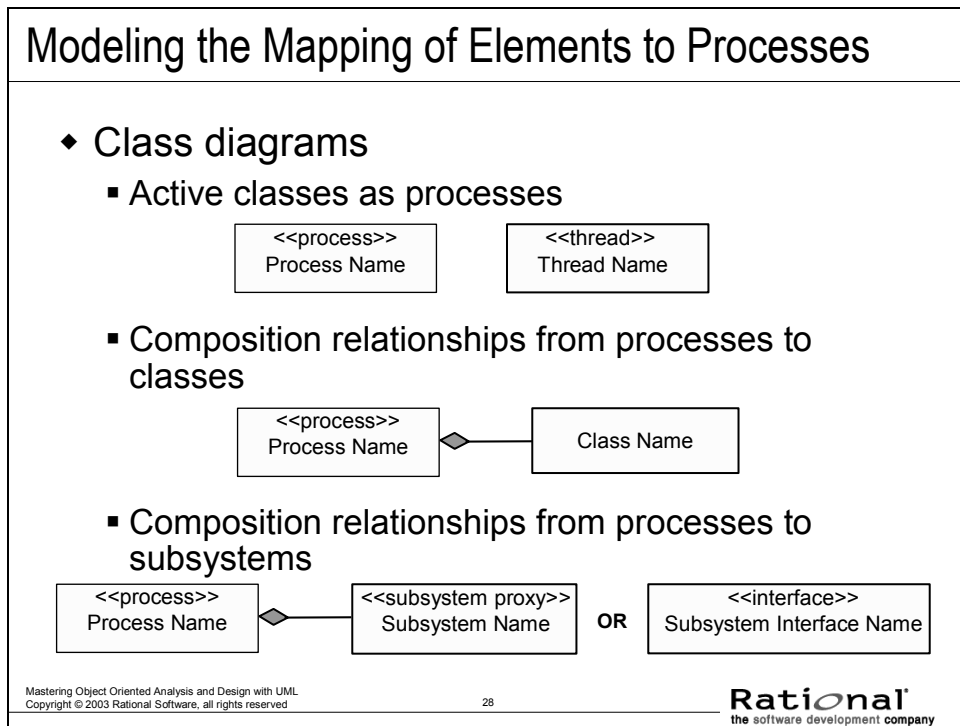 Modeling the Mapping of Elements to Processes
◆ Class diagrams
▪ Active classes as processes
<<process>>
Process Name
<<thread>>
Thread Name
▪ Composition relationships from processes to
classes
<<process>>
Process Name
Class Name
▪ Composition relationships from processes to
subsystems
<<process>>
Process Name
<<subsystem proxy>>
Subsystem Name
OR
<<interface>>
Subsystem Interface Name
Mastering Object Oriented Analysis and Design with UML
Copyright © 2003 Rational Software, all rights reserved
28
Rational
the software development company